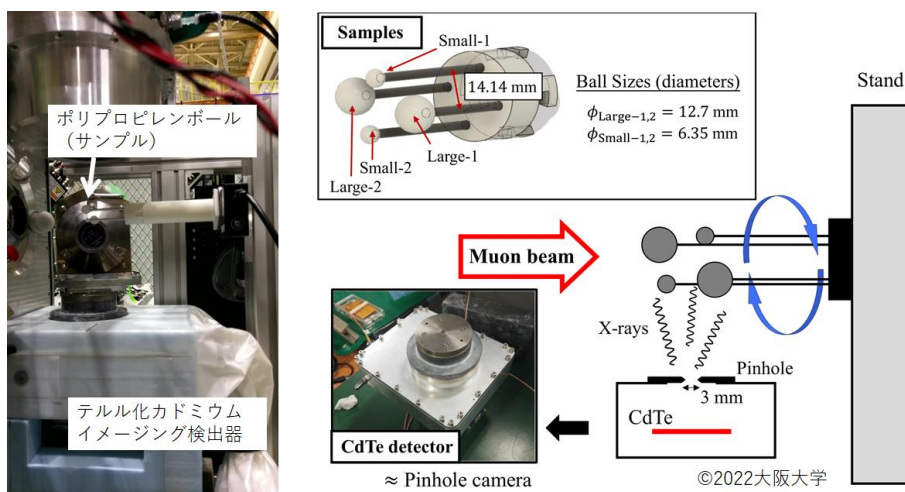 ポリプロピレンボール
(サンプル)
テルル化カドミウム
イメージング検出器
Samples
Small-1
14.14 mm
Large-1
Small-2
Large-2
Ball Sizes (diameters)
ϕLarge−1,2 = 12.7 mm
ϕSmall−1,2 = 6.35 mm
Stand
Muon beam
X-rays
Pinhole
3 mm
CdTe
CdTe detector
≈ Pinhole camera
©2022大阪大学